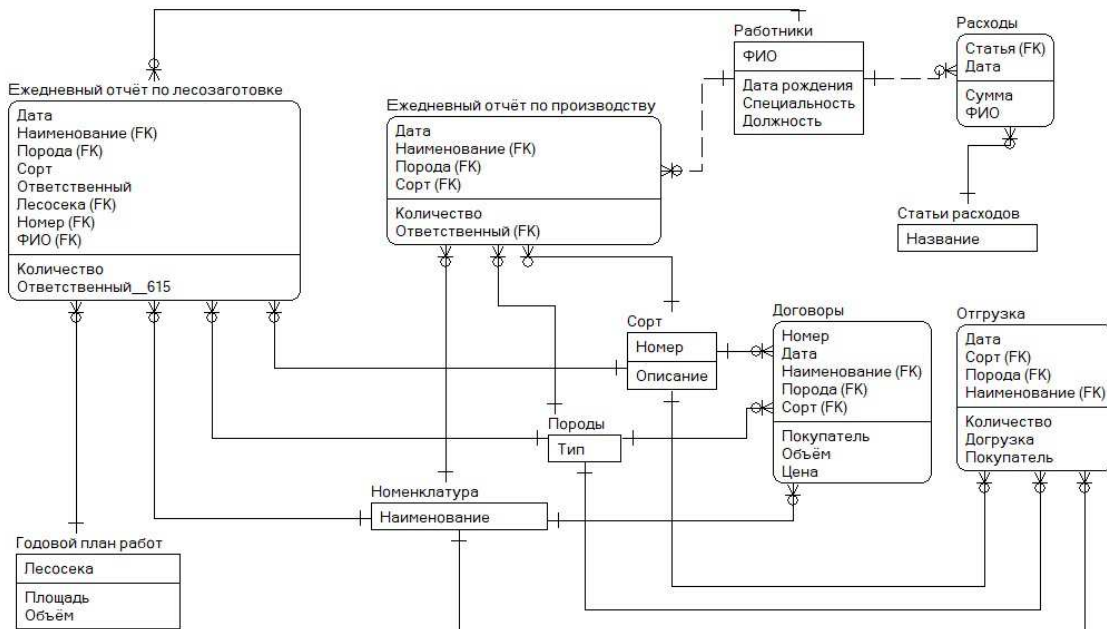 Работники
ФИО
Дата рождения
Специальность
Должность
Расходы
Статья (FK)
Дата
Сумма
ФИО
Ежедневный отчёт по лесозаготовке
Дата
Наименование (FK)
Порода (FK)
Сорт
Ответственный
Лесосека (FK)
Номер (FK)
ФИО (FK)
Количество
Ответственный__615
Ежедневный отчёт по производству
Дата
Наименование (FK)
Порода (FK)
Сорт (FK)
Количество
Ответственный (FK)
Статьи расходов
Название
Сорт
Номер
Описание
Договоры
Номер
Дата
Наименование (FK)
Порода (FK)
Сорт (FK)
Покупатель
Объём
Цена
Отгрузка
Дата
Сорт (FK)
Порода (FK)
Наименование (FK)
Количество
Догрузка
Покупатель
Породы
Тип
Номенклатура
Наименование
Годовой план работ
Лесосека
Площадь
Объём